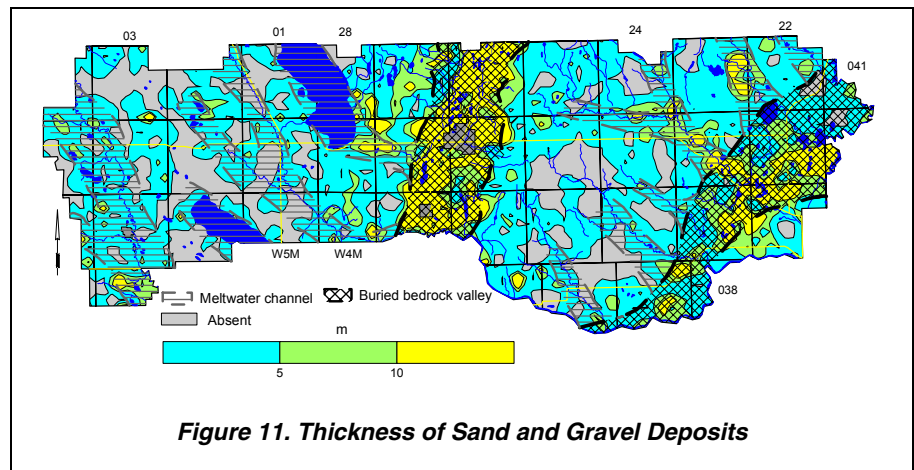 03 01 28 24 22
041
W5M W4M
038
Meltwater channel Buried bedrock valley
Absent
m
5 10
Figure 11. Thickness of Sand and Gravel Deposits